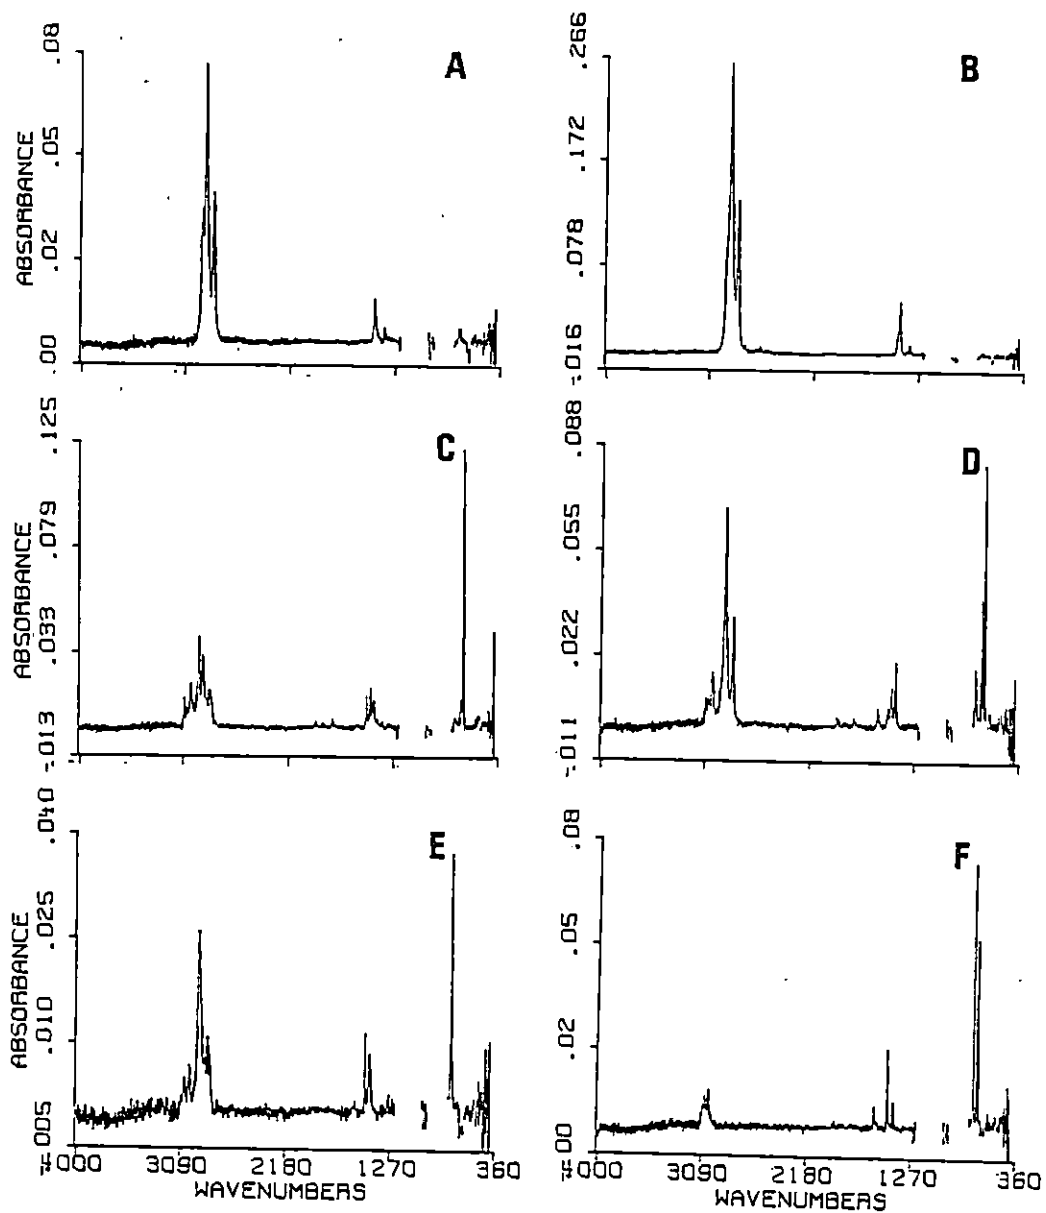 A
ABSORBANCE
.08
.05
.02
.00
B
.266
.172
.078
-.016
C
ABSORBANCE
.125
.079
.033
-.013
D
.088
.055
.022
-.011
E
ABSORBANCE
.040
.025
.010
005
4000 3090 2180 1270 360
WAVENUMBERS
F
.08
.05
.02
.00
4000 3090 2180 1270 360
WAVENUMBERS